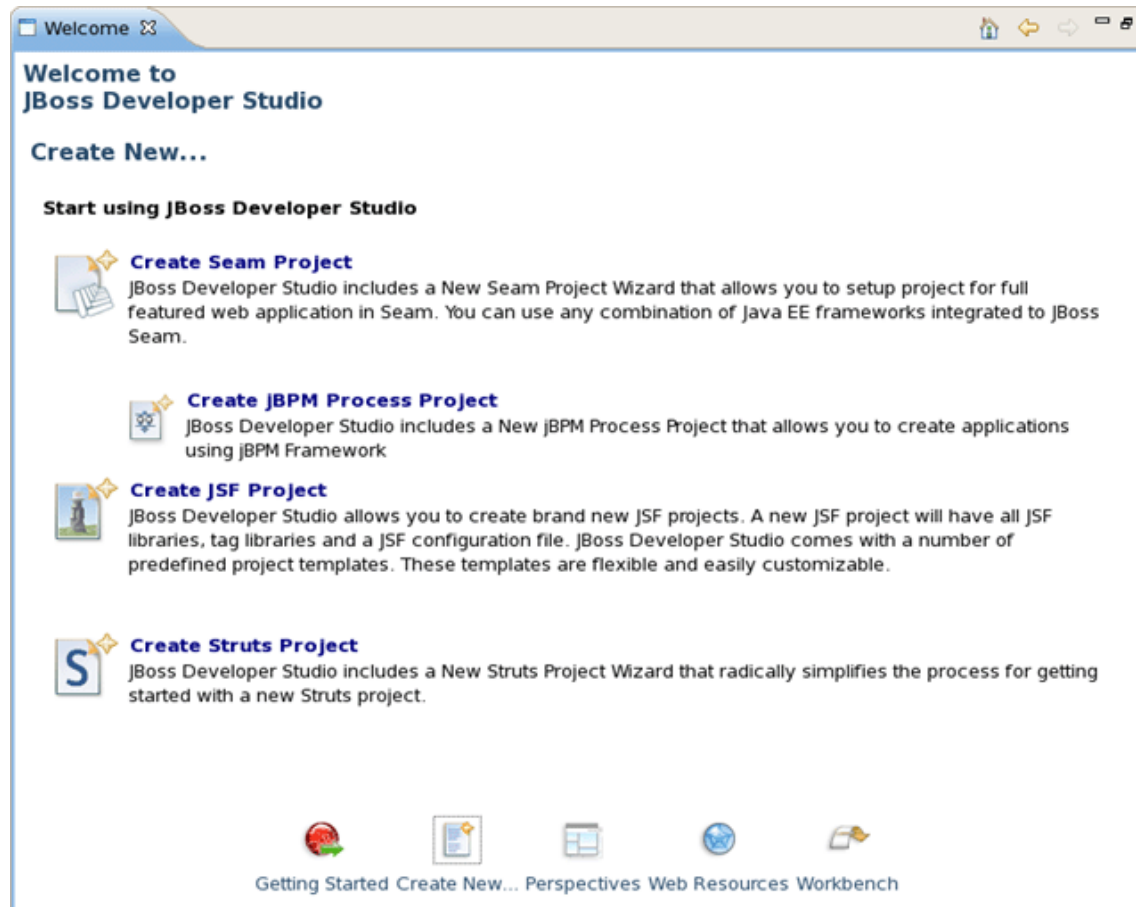 Welcome
Welcome to
JBoss Developer Studio
Create New...
Start using JBoss Developer Studio
Create Seam Project
JBoss Developer Studio includes a New Seam Project Wizard that allows you to setup project for full
featured web application in Seam. You can use any combination of Java EE frameworks integrated to JBoss
Seam.
Create jBPM Process Project
JBoss Developer Studio includes a New jBPM Process Project that allows you to create applications
using jBPM Framework
Create JSF Project
JBoss Developer Studio allows you to create brand new JSF projects. A new JSF project will have all JSF
libraries, tag libraries and a JSF configuration file. JBoss Developer Studio comes with a number of
predefined project templates. These templates are flexible and easily customizable.
S
Create Struts Project
JBoss Developer Studio includes a New Struts Project Wizard that radically simplifies the process for getting
started with a new Struts project.
Getting Started Create New... Perspectives Web Resources Workbench